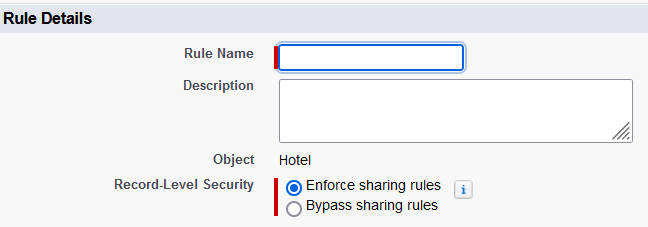 Rule Details
Rule Name
Description
Object Hotel
Record-Level Security Enforce sharing rules i
Bypass sharing rules